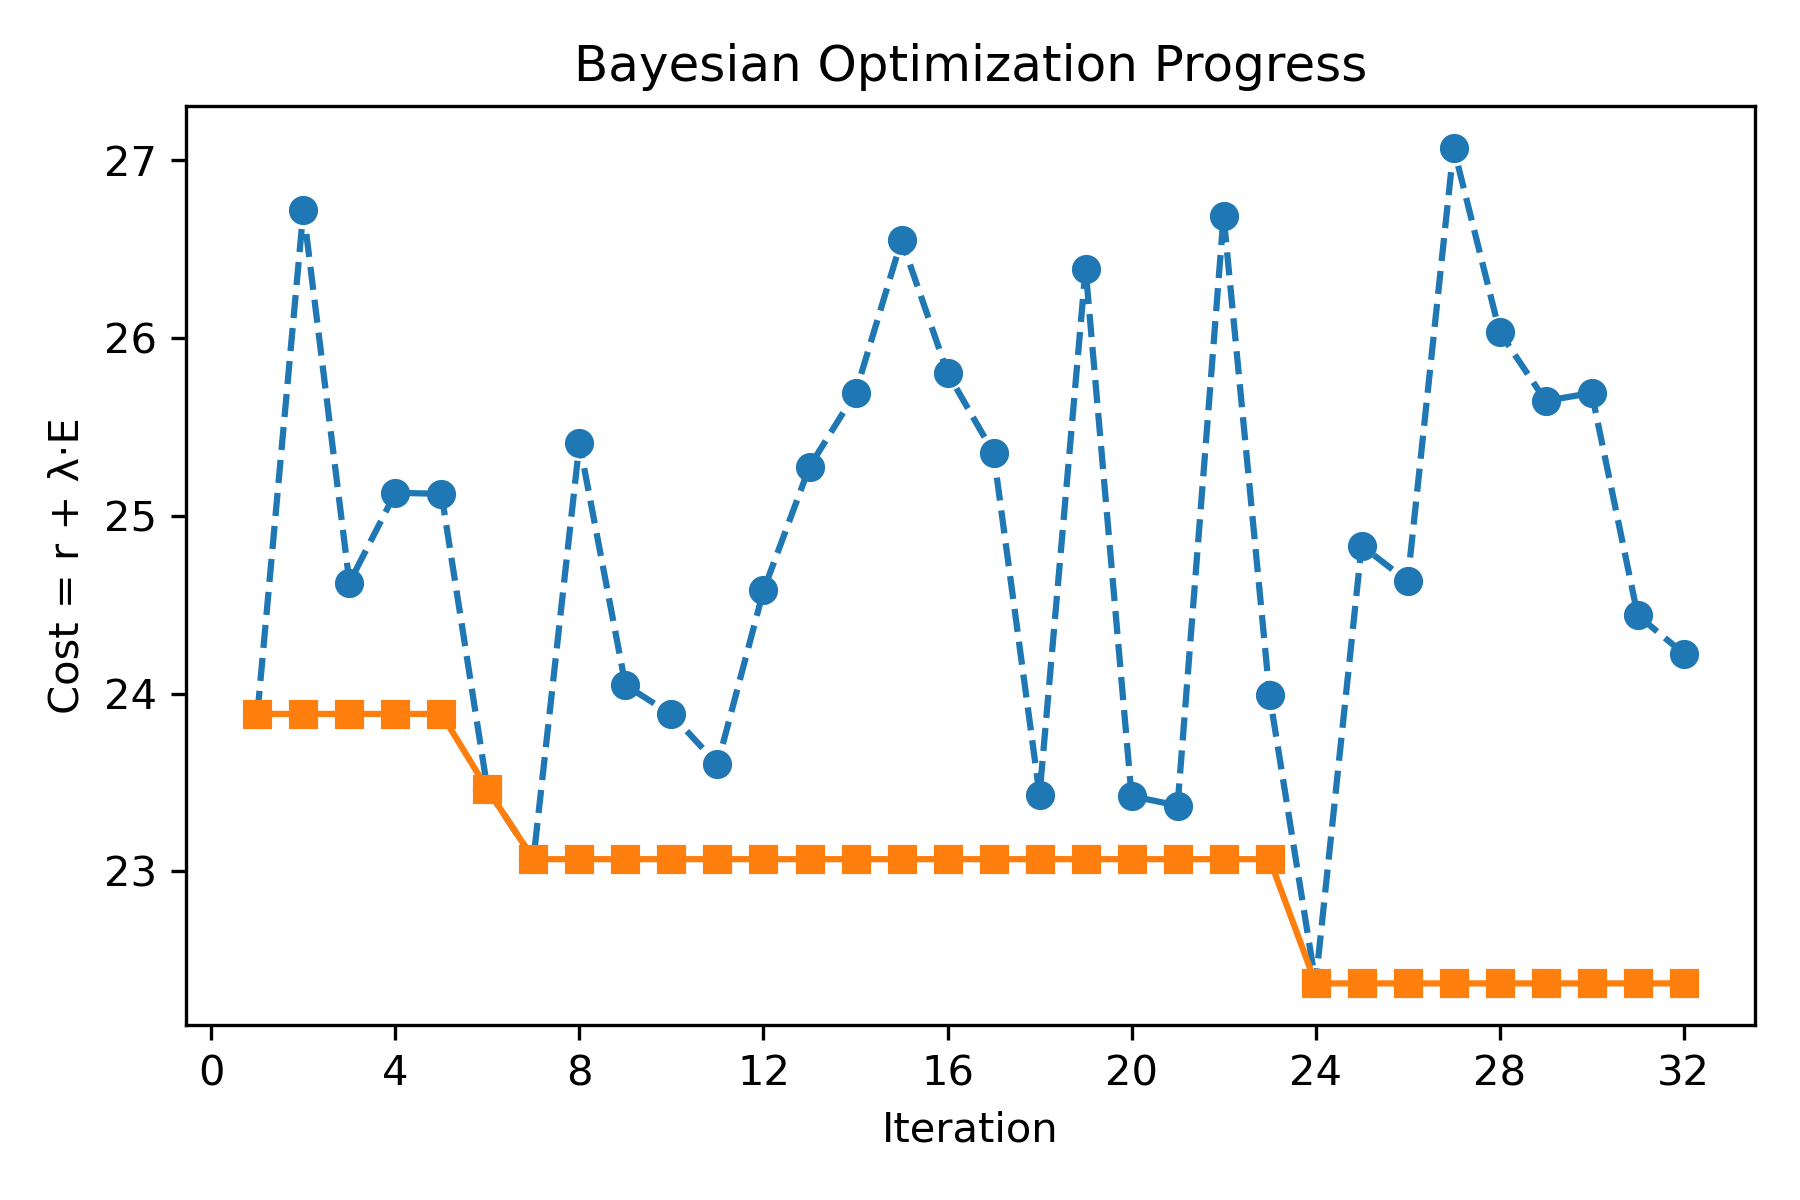 Bayesian Optimization Progress
27
26
25
24
23
Cost = r + λ·E
0 4 8 12 16 20 24 28 32
Iteration